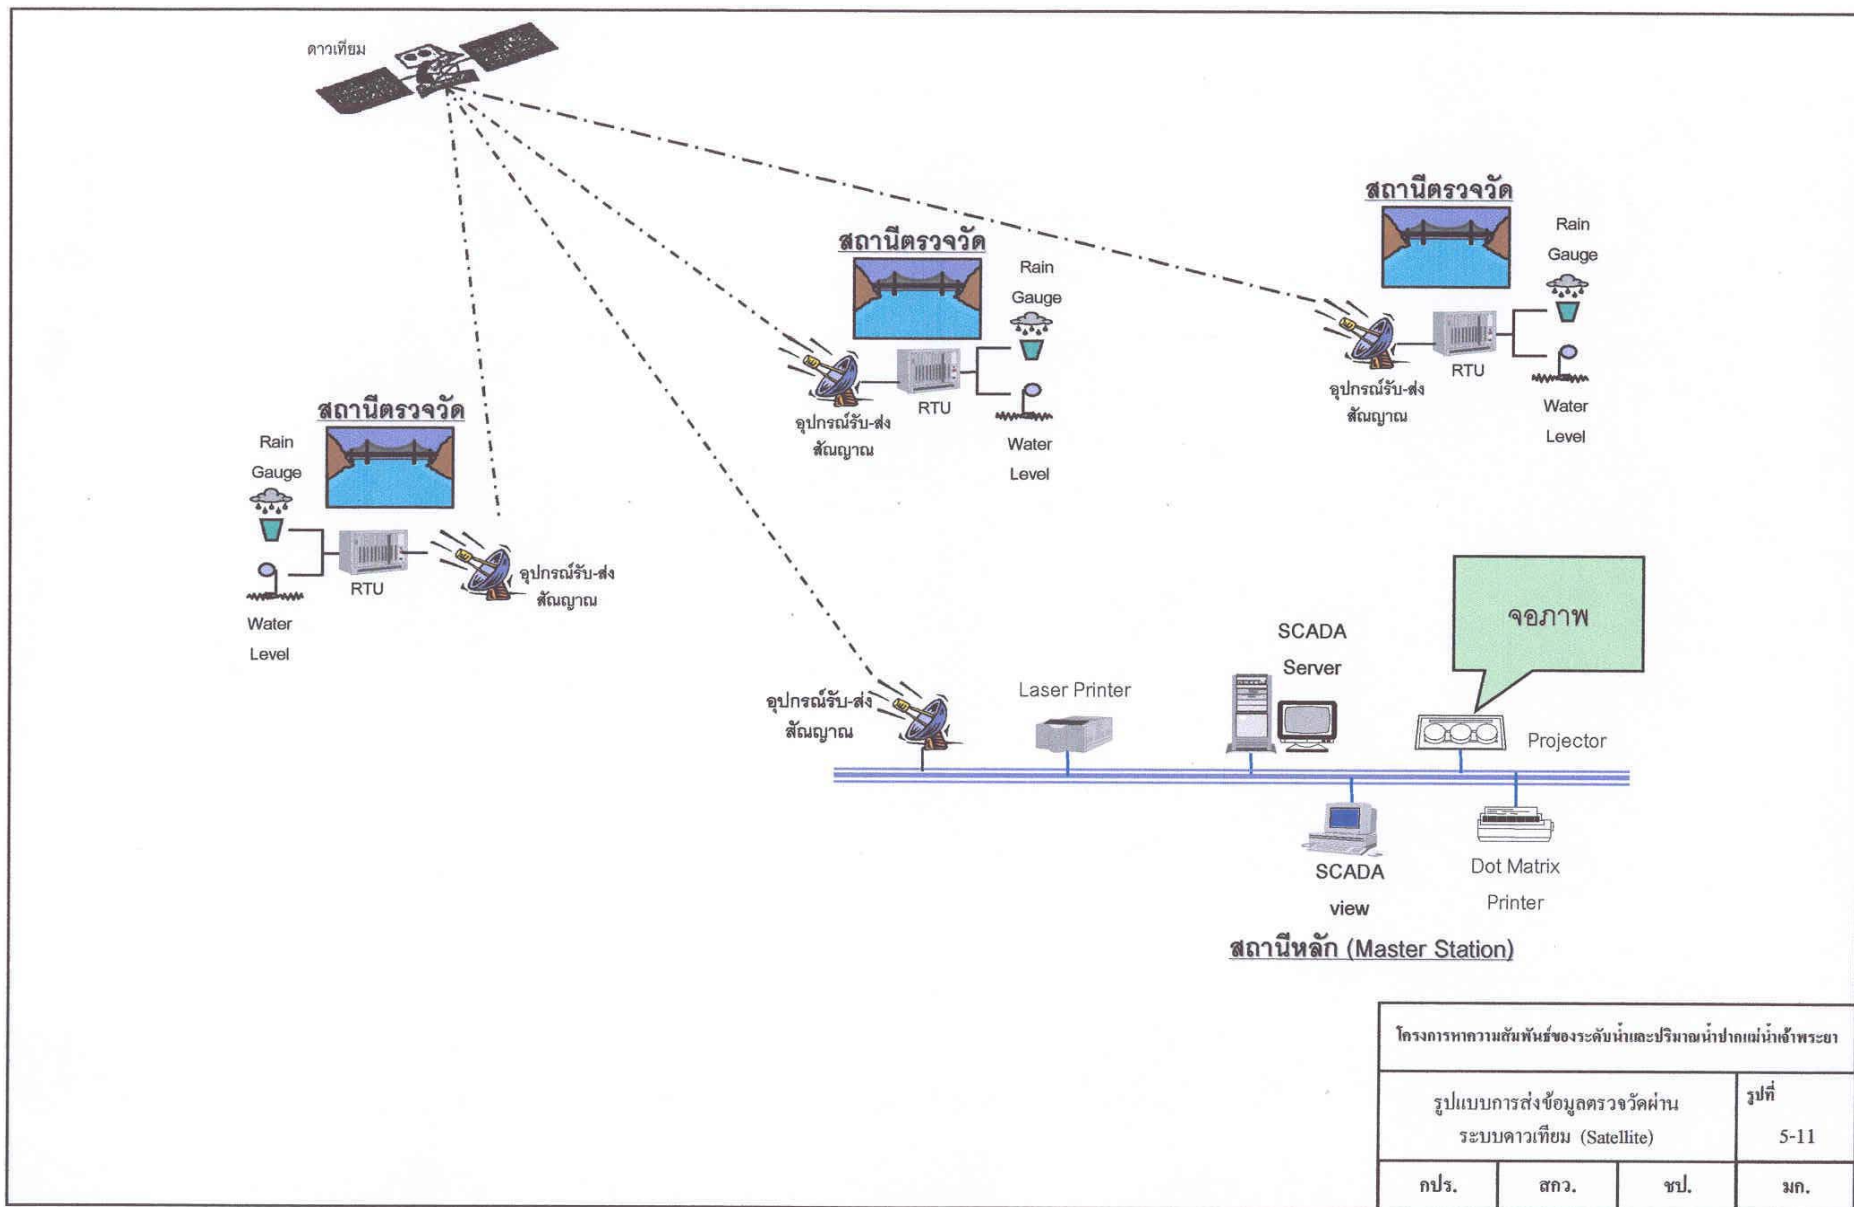 ดาวเทียม
สถานีตรวจวัด
Rain
Gauge
RTU
อุปกรณ์รับ-ส่ง
สัณญาณ
Water
Level
สถานีตรวจวัด
Rain
Gauge
RTU
อุปกรณ์รับ-ส่ง
สัณญาณ
Water
Level
สถานีตรวจวัด
Rain
Gauge
RTU
อุปกรณ์รับ-ส่ง
สัณญาณ
Water
Level
อุปกรณ์รับ-ส่ง
สัณญาณ
Laser Printer
SCADA
Server
จอภาพ
Projector
SCADA
view
Dot Matrix
Printer
สถานีหลัก (Master Station)
โครงการหาความสัมพันธ์ของระดับน้ำและปริมาณน้ำปากแม่น้ำเจ้าพระยา
รูปแบบการส่งข้อมูลตรวจวัดผ่าน
ระบบดาวเทียม (Satellite)
รูปที่
5-11
กปร.
สกว.
ชป.
มก.